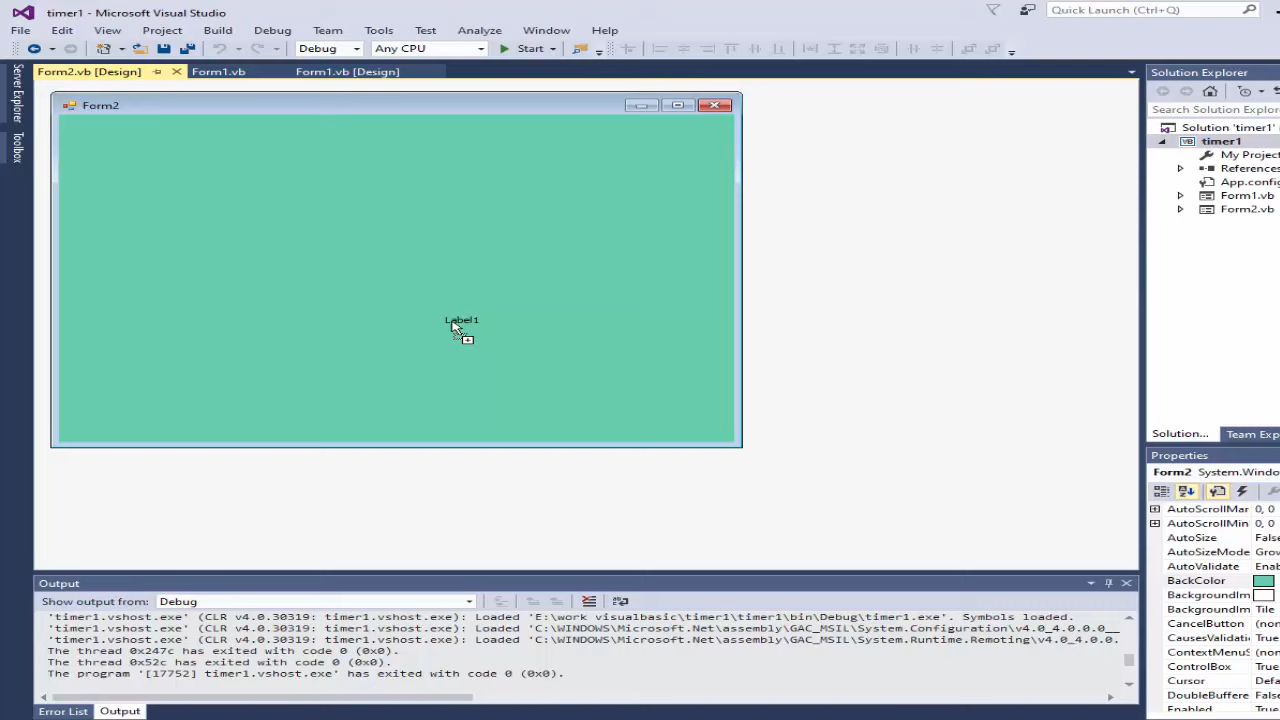 timer1 - Microsoft Visual Studio
Quick Launch (Ctrl+Q)
File Edit View Project Build Debug Team Tools Test Analyze Window Help
Debug Any CPU Start
Form2.vb [Design] Form1.vb Form1.vb [Design]
Server Explorer
Toolbox
Form2
Label1
Solution Explorer
Search Solution Explor
Solution 'timer1'
timer1
My Project
References
App.config
Form1.vb
Form2.vb
Solution... Team Exp
Properties
Form2 System.Windo
AutoScrollMar 0, 0
AutoScrollMin 0, 0
AutoSize False
AutoSizeMode Grow
AutoValidate Enab
BackColor
BackgroundIm
BackgroundIm Tile
CancelButton (non
CausesValidati True
ContextMenuS (non
ControlBox True
Cursor Defa
DoubleBuffere False
Enabled True
Output
Show output from: Debug
'timer1.vshost.exe' (CLR v4.0.30319: timer1.vshost.exe): Loaded 'E:\work visualbasic\timer1\timer1\bin\Debug\timer1.exe'. Symbols loaded.
'timer1.vshost.exe' (CLR v4.0.30319: timer1.vshost.exe): Loaded 'C:\WINDOWS\Microsoft.Net\assembly\GAC_MSIL\System.Configuration\v4.0_4.0.0.0__
'timer1.vshost.exe' (CLR v4.0.30319: timer1.vshost.exe): Loaded 'C:\WINDOWS\Microsoft.Net\assembly\GAC_MSIL\System.Runtime.Remoting\v4.0_4.0.0.
The thread 0x247c has exited with code 0 (0x0).
The thread 0x52c has exited with code 0 (0x0).
The program '[17752] timer1.vshost.exe' has exited with code 0 (0x0).
Error List Output